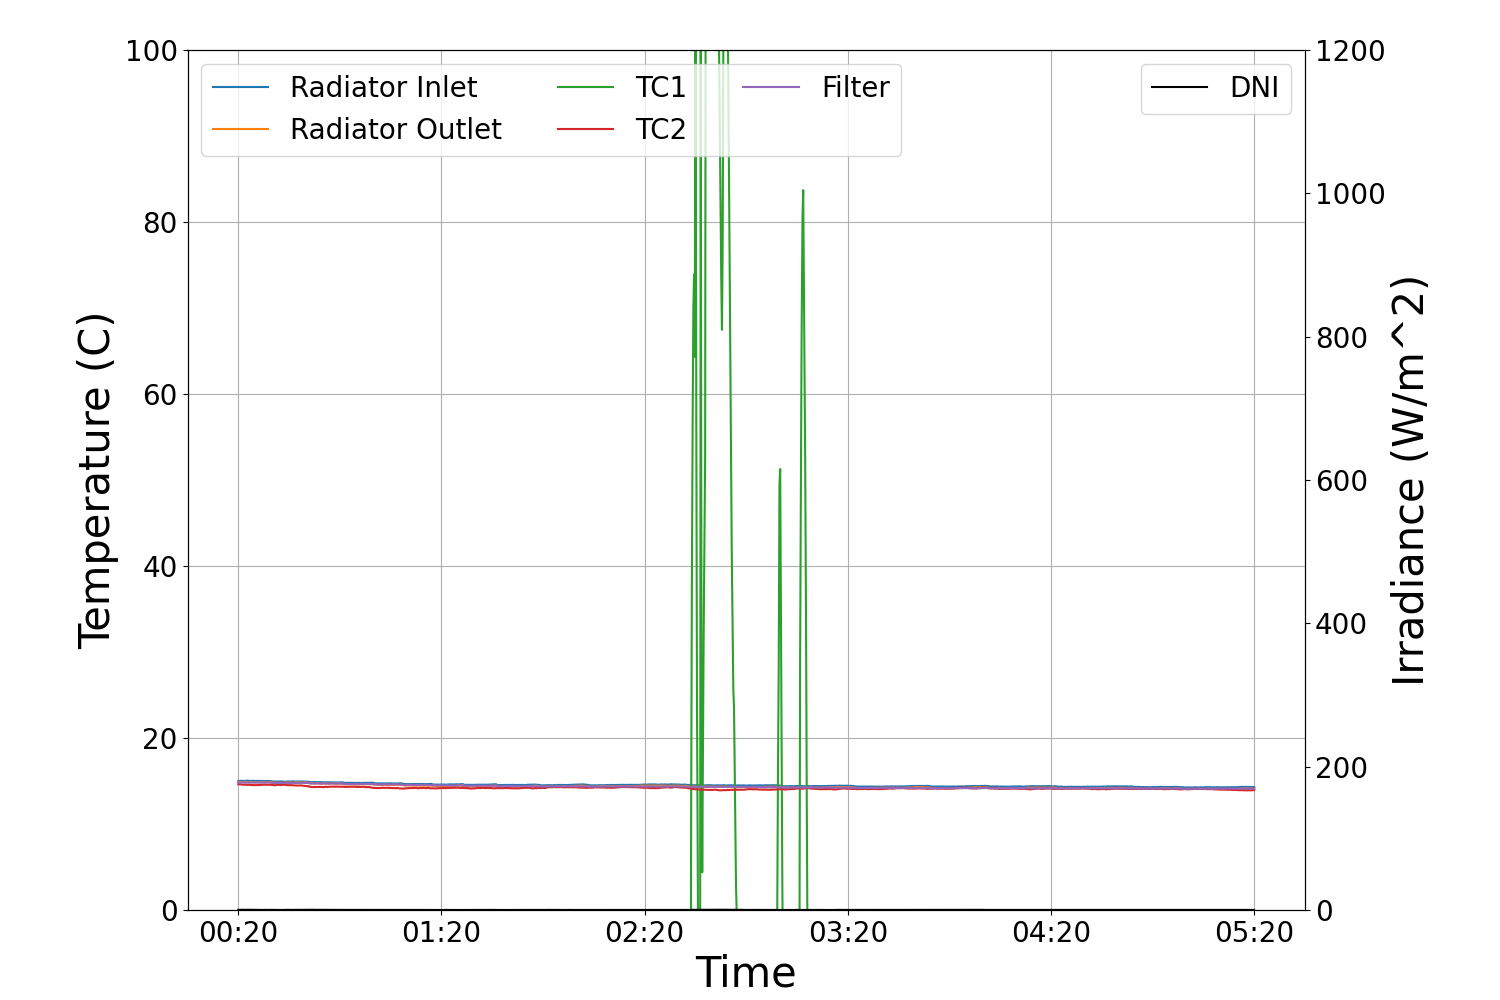 100
80
60
40
20
0
Temperature (C)
Radiator Inlet
Radiator Outlet
TC1
TC2
Filter
DNI
1200
1000
800
600
400
200
0
Irradiance (W/m^2)
00:20 01:20 02:20 03:20 04:20 05:20
Time